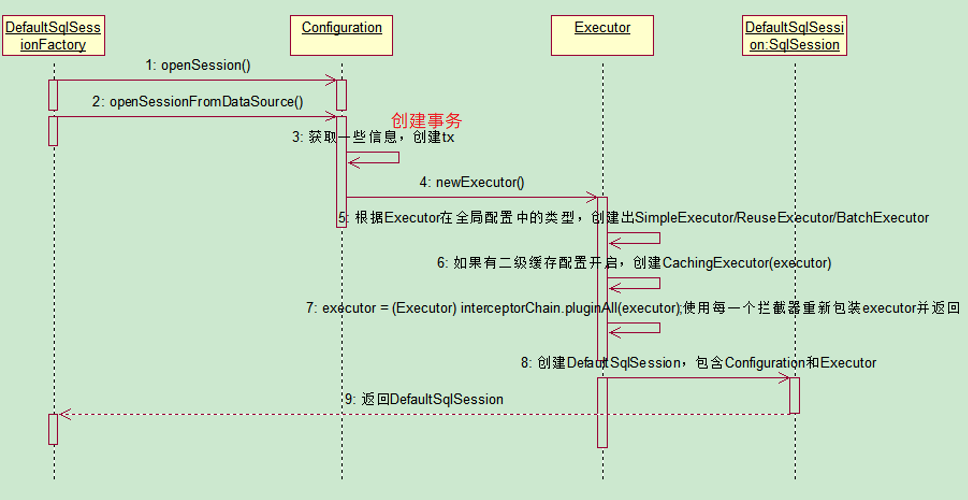 DefaultSqlSess
ionFactory
Configuration
Executor
DefaultSqlSessi
on:SqlSession
1: openSession()
2: openSessionFromDataSource()
创建事务
3: 获取一些信息，创建tx
4: newExecutor()
5: 根据Executor在全局配置中的类型，创建出SimpleExecutor/ReuseExecutor/BatchExecutor
6: 如果有二级缓存配置开启，创建CachingExecutor(executor)
7: executor = (Executor) interceptorChain.pluginAll(executor);使用每一个拦截器重新包装executor并返回
8: 创建DefaultSqlSession，包含Configuration和Executor
9: 返回DefaultSqlSession